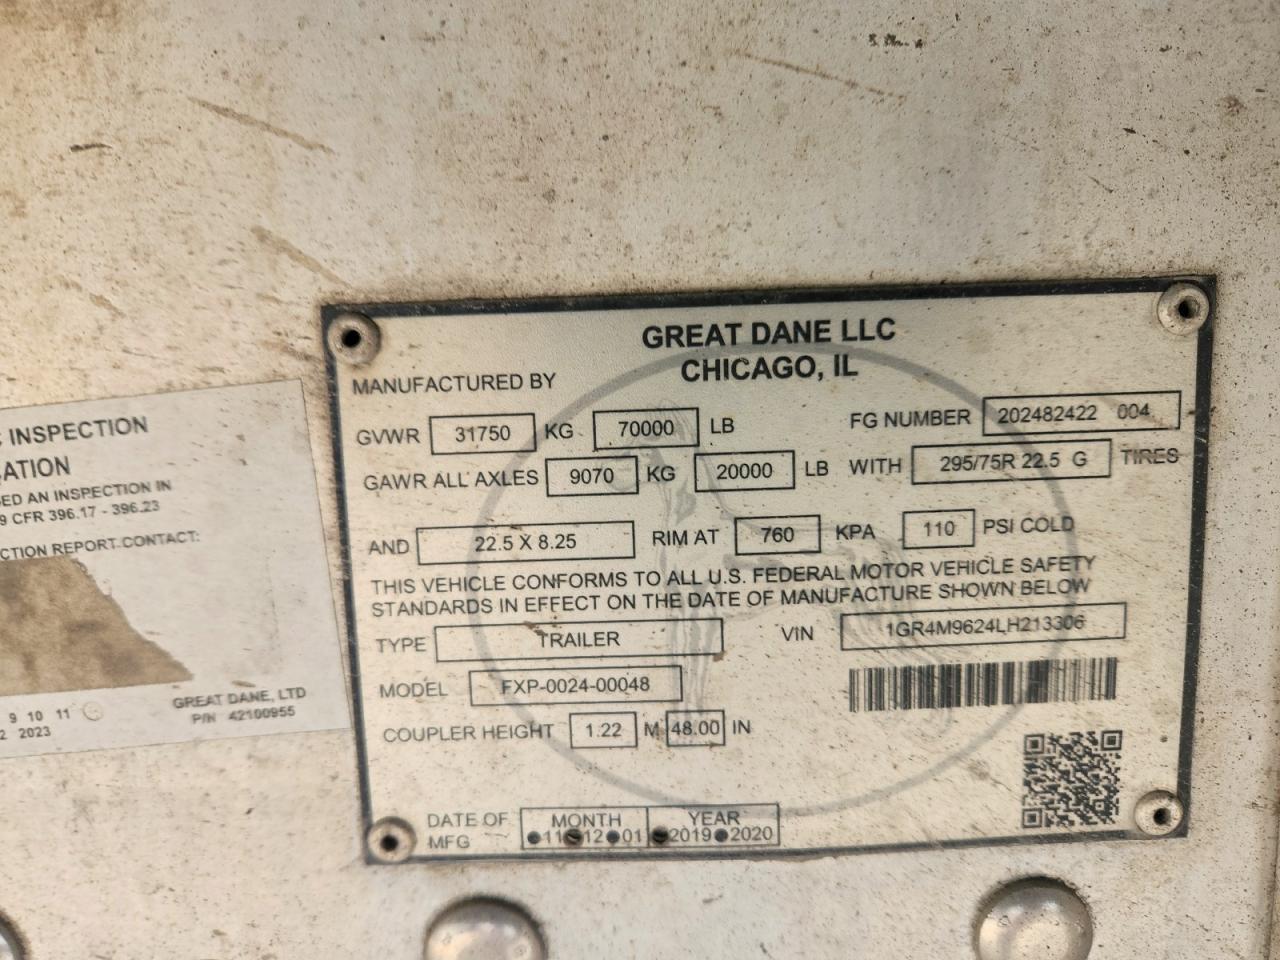 INSPECTION
ATION
ED AN INSPECTION IN
9 CFR 396.17 - 396.23
CTION REPORT CONTACT:
GREAT DANE, LTD
P/N 42100955
9 10 11
2 2023
GREAT DANE LLC
CHICAGO, IL
MANUFACTURED BY
GVWR 31750 KG 70000 LB FG NUMBER 202482422 004
GAWR ALL AXLES 9070 KG 20000 LB WITH 295/75R 22.5 G TIRES
AND 22.5 X 8.25 RIM AT 760 KPA 110 PSI COLD
THIS VEHICLE CONFORMS TO ALL U.S. FEDERAL MOTOR VEHICLE SAFETY
STANDARDS IN EFFECT ON THE DATE OF MANUFACTURE SHOWN BELOW
TYPE TRAILER VIN 1GR4M9624LH213306
MODEL FXP-0024-00048
COUPLER HEIGHT 1.22 M 48.00 IN
DATE OF MFG MONTH YEAR
11 12 01 2019 2020